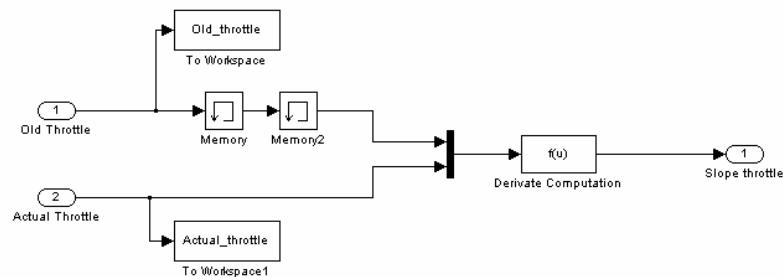 Old_throttle
To Workspace
1
Old Throttle
Memory
Memory2
f(u)
Derivate Computation
1
Slope throttle
2
Actual Throttle
Actual_throttle
To Workspace1